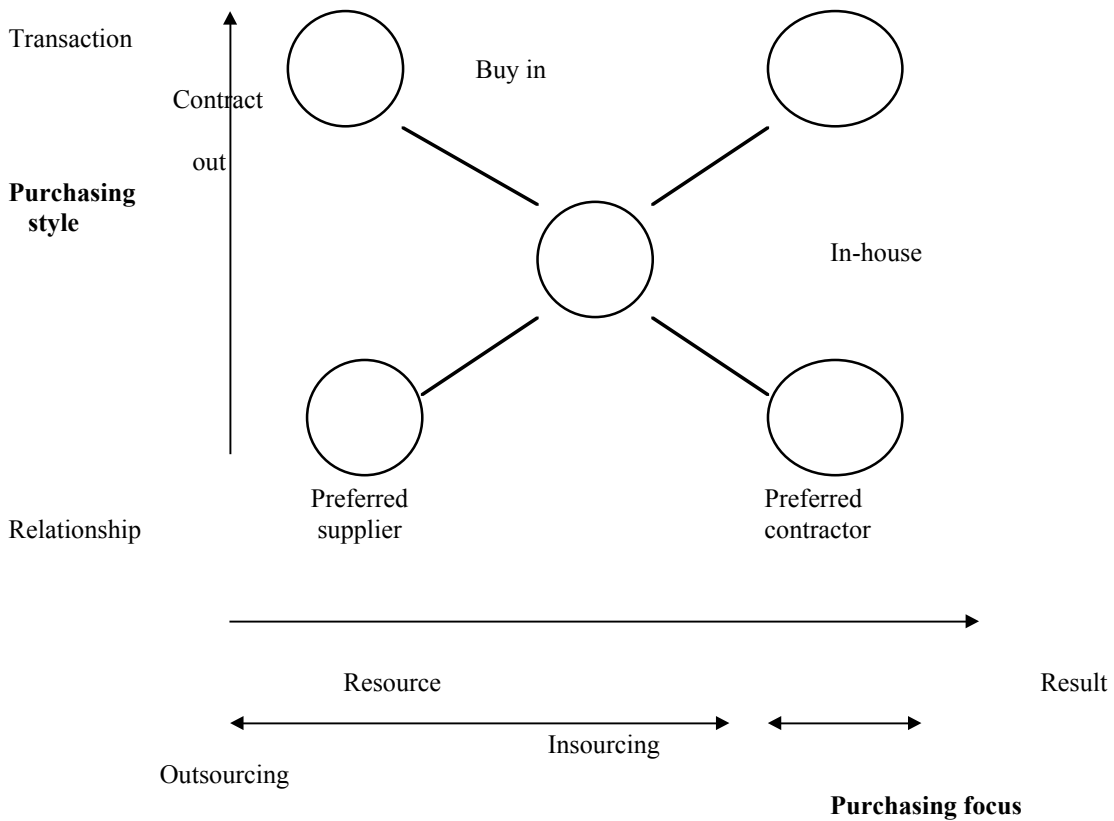 Transaction
Buy in
Contract
out
Purchasing
style
In-house
Preferred
supplier
Preferred
contractor
Relationship
Resource
Result
Insourcing
Outsourcing
Purchasing focus